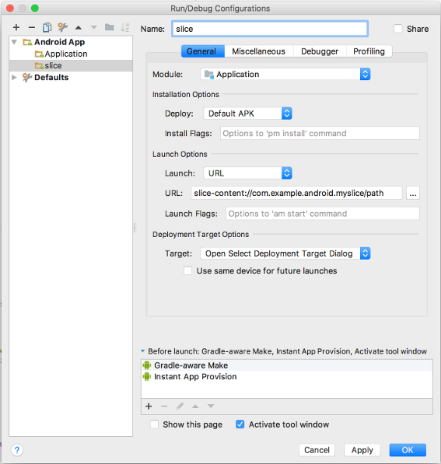 Run/Debug Configurations
Name: slice
Share
Android App
Application
slice
Defaults
General Miscellaneous Debugger Profiling
Module: Application
Installation Options
Deploy: Default APK
Install Flags: Options to 'pm install' command
Launch Options
Launch: URL
URL: slice-content://com.example.android.myslice/path ...
Launch Flags: Options to 'am start' command
Deployment Target Options
Target: Open Select Deployment Target Dialog
Use same device for future launches
Before launch: Gradle-aware Make, Instant App Provision, Activate tool window
Gradle-aware Make
Instant App Provision
Show this page Activate tool window
? Cancel Apply OK